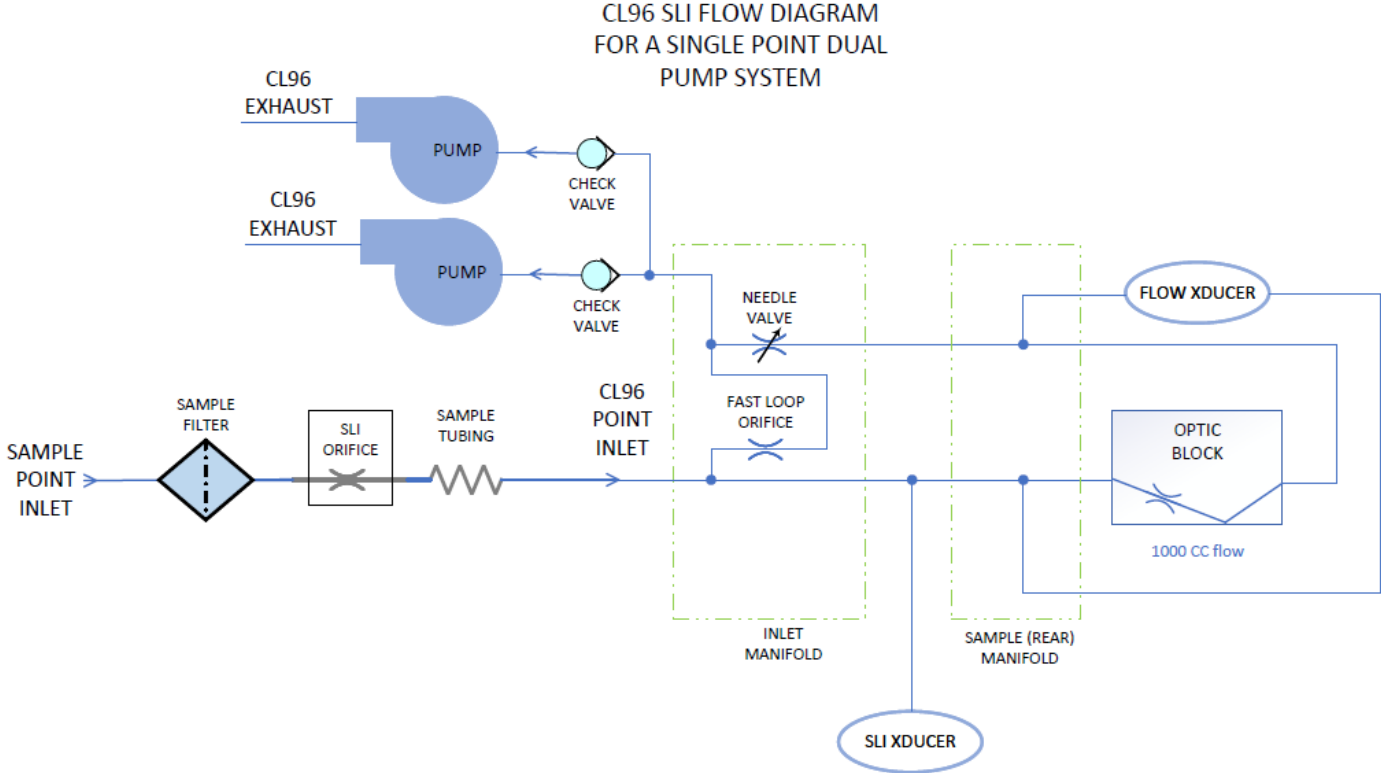 CL96 SLI FLOW DIAGRAM
FOR A SINGLE POINT DUAL
PUMP SYSTEM
CL96
EXHAUST
PUMP
CHECK
VALVE
CL96
EXHAUST
PUMP
CHECK
VALVE
NEEDLE
VALVE
FLOW XDUCER
SAMPLE
POINT
INLET
SAMPLE
FILTER
SLI
ORIFICE
SAMPLE
TUBING
CL96
POINT
INLET
FAST LOOP
ORIFICE
OPTIC
BLOCK
1000 CC flow
INLET
MANIFOLD
SAMPLE (REAR)
MANIFOLD
SLI XDUCER